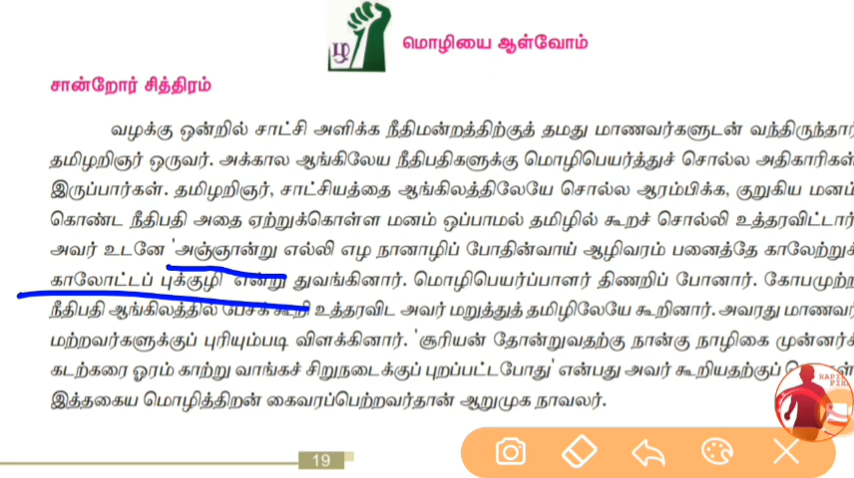 ழ
மொழியை ஆள்வோம்
சான்றோர் சித்திரம்
வழக்கு ஒன்றில் சாட்சி அளிக்க நீதிமன்றத்திற்குத் தமது மாணவர்களுடன் வந்திருந்தார்
தமிழறிஞர் ஒருவர். அக்கால ஆங்கிலேய நீதிபதிகளுக்கு மொழிபெயர்த்துச் சொல்ல அதிகாரிகள்
இருப்பார்கள். தமிழறிஞர், சாட்சியத்தை ஆங்கிலத்திலேயே சொல்ல ஆரம்பிக்க, குறுகிய மனம்
கொண்ட நீதிபதி அதை ஏற்றுக்கொள்ள மனம் ஒப்பாமல் தமிழில் கூறச் சொல்லி உத்தரவிட்டார்
அவர் உடனே 'அஞ்ஞான்று எல்லி எழ நானாழிப் போதின்வாய் ஆழிவரம் பனைத்தே காலேற்றுக்
காலோட்டப் புக்குழி' என்று துவங்கினார். மொழிபெயர்ப்பாளர் திணறிப் போனார். கோபமுற்ற
நீதிபதி ஆங்கிலத்தில் பேசக் கூறி உத்தரவிட அவர் மறுத்துத் தமிழிலேயே கூறினார். அவரது மாணவர்
மற்றவர்களுக்குப் புரியும்படி விளக்கினார். 'சூரியன் தோன்றுவதற்கு நான்கு நாழிகை முன்னர்க்
கடற்கரை ஓரம் காற்று வாங்கச் சிறுநடைக்குப் புறப்பட்டபோது' என்பது அவர் கூறியதற்குப்
இத்தகைய மொழித்திறன் கைவரப்பெற்றவர்தான் ஆறுமுக நாவலர்.
19